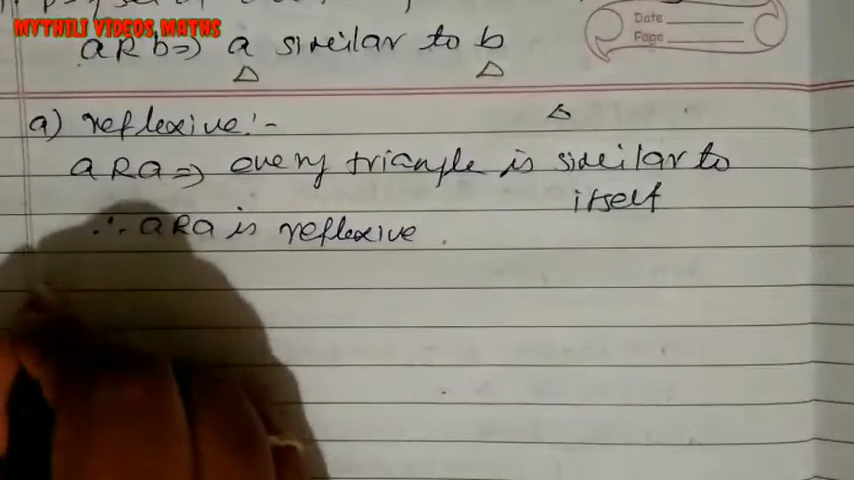 MYTHILI VIDEOS, MATHS
Date
Page
aRb=) a similar to b
△ △
a) reflexive:-
△
aRa=) every triangle is similar to
itself
∴ aRa is reflexive.